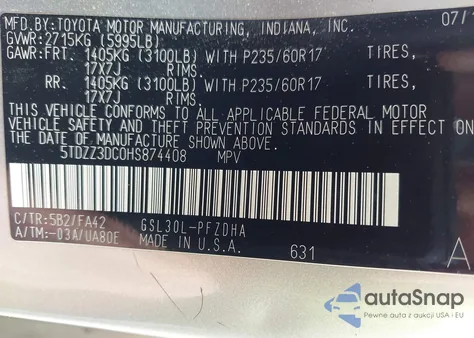 MFD.BY:TOYOTA MOTOR MANUFACTURING, INDIANA, INC. 07/
GVWR:2715KG (5995LB)
GAWR:FRT. 1405KG (3100LB) WITH P235/60R17 TIRES,
17X7J RIMS.
RR. 1405KG (3100LB) WITH P235/60R17 TIRES,
17X7J RIMS.
THIS VEHICLE CONFORMS TO ALL APPLICABLE FEDERAL MOTOR
VEHICLE SAFETY AND THEFT PREVENTION STANDARDS IN EFFECT ON
THE DATE OF MANUFACTURE SHOWN ABOVE.
5TDZZ3DC0HS874408 MPV
C/TR:5B2/FA42 GSL30L-PFZDHA
A/TM:-03A/UA80E MADE IN U.S.A. 631 A
autoSnap
Pewne auta z aukcji USA i EU